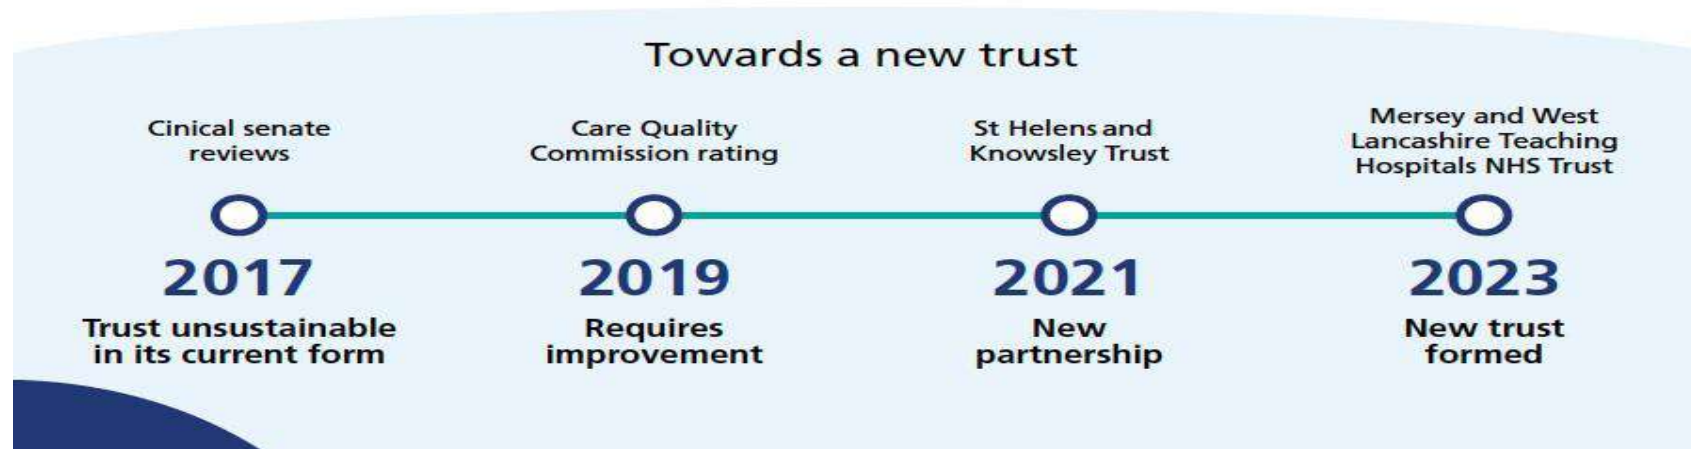 Towards a new trust
Cinical senate
reviews
Care Quality
Commission rating
St Helens and
Knowsley Trust
Mersey and West
Lancashire Teaching
Hospitals NHS Trust
2017
2019
2021
2023
Trust unsustainable
in its current form
Requires
improvement
New
partnership
New trust
formed